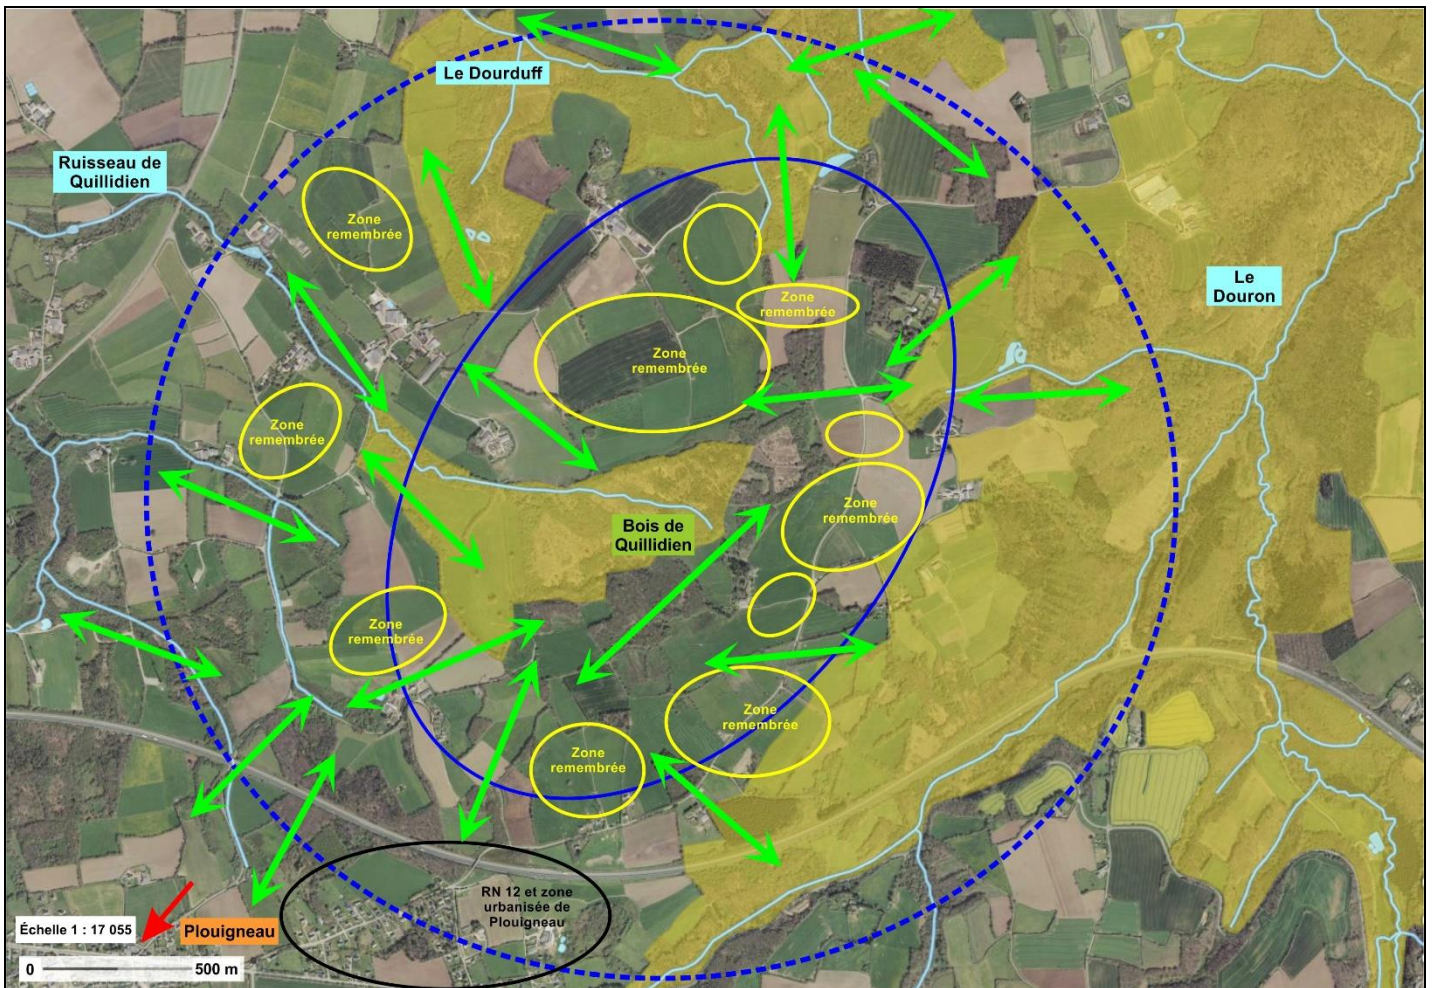 Le Dourduff
Ruisseau de
Quillidien
Zone
remembrée
Le
Douron
Zone
remembrée
Zone
remembrée
Zone
remembrée
Zone
remembrée
Bois de
Quillidien
Zone
remembrée
Zone
remembrée
Zone
remembrée
RN 12 et zone
urbanisée de
Plouigneau
Échelle 1 : 17 055
Plouigneau
0
500 m